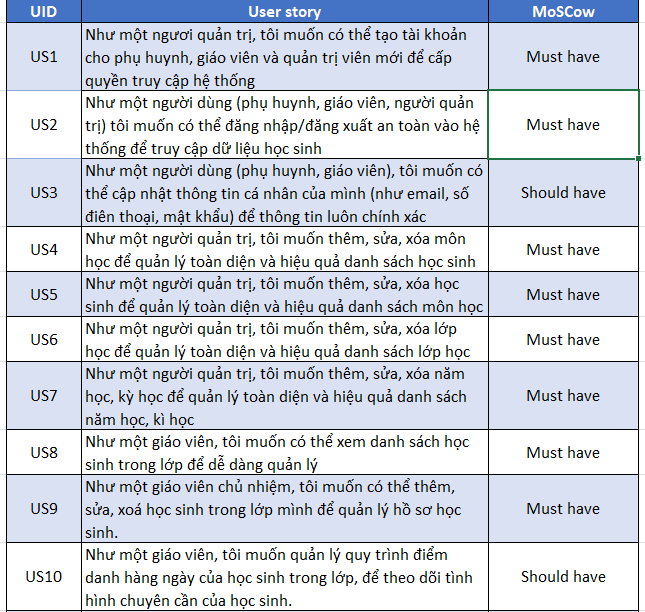 UID User story MoSCow
US1 Như một ngươi quản trị, tôi muốn có thể tạo tài khoản
cho phụ huynh, giáo viên và quản trị viên mới để cấp
quyền truy cập hệ thống Must have
US2 Như một người dùng (phụ huynh, giáo viên, người quản
trị) tôi muốn có thể đăng nhập/đăng xuất an toàn vào hệ
thống để truy cập dữ liệu học sinh Must have
US3 Như một người dùng (phụ huynh, giáo viên), tôi muốn có
thể cập nhật thông tin cá nhân của mình (như email, số
điện thoại, mật khẩu) để thông tin luôn chính xác Should have
US4 Như một người quản trị, tôi muốn thêm, sửa, xóa môn
học để quản lý toàn diện và hiệu quả danh sách học sinh Must have
US5 Như một người quản trị, tôi muốn thêm, sửa, xóa học
sinh để quản lý toàn diện và hiệu quả danh sách môn học Must have
US6 Như một người quản trị, tôi muốn thêm, sửa, xóa lớp
học để quản lý toàn diện và hiệu quả danh sách lớp học Must have
US7 Như một người quản trị, tôi muốn thêm, sửa, xóa năm
học, kỳ học để quản lý toàn diện và hiệu quả danh sách
năm học, kì học Must have
US8 Như một giáo viên, tôi muốn có thể xem danh sách học
sinh trong lớp để dễ dàng quản lý Must have
US9 Như một giáo viên chủ nhiệm, tôi muốn có thể thêm,
sửa, xoá học sinh trong lớp mình để quản lý hồ sơ học
sinh. Must have
US10 Như một giáo viên, tôi muốn quản lý quy trình điểm
danh hàng ngày của học sinh trong lớp, để theo dõi tình
hình chuyên cần của học sinh. Should have